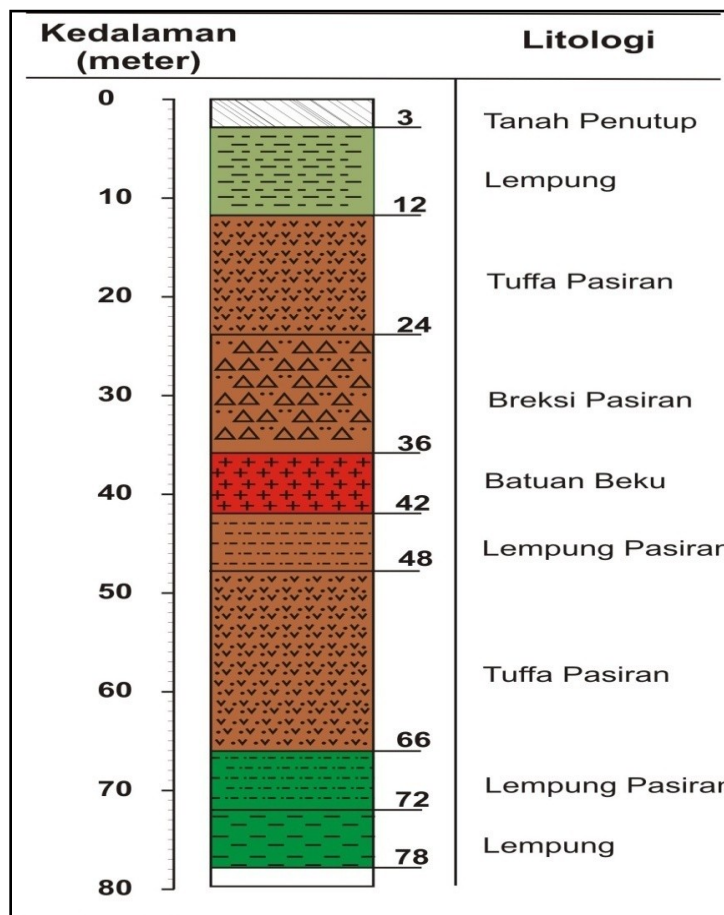 Kedalaman
(meter)
Litologi
0
3
Tanah Penutup
Lempung
10
12
Tuffa Pasiran
20
24
30
Breksi Pasiran
36
Batuan Beku
40
42
Lempung Pasiran
48
50
Tuffa Pasiran
60
66
70
Lempung Pasiran
72
Lempung
78
80